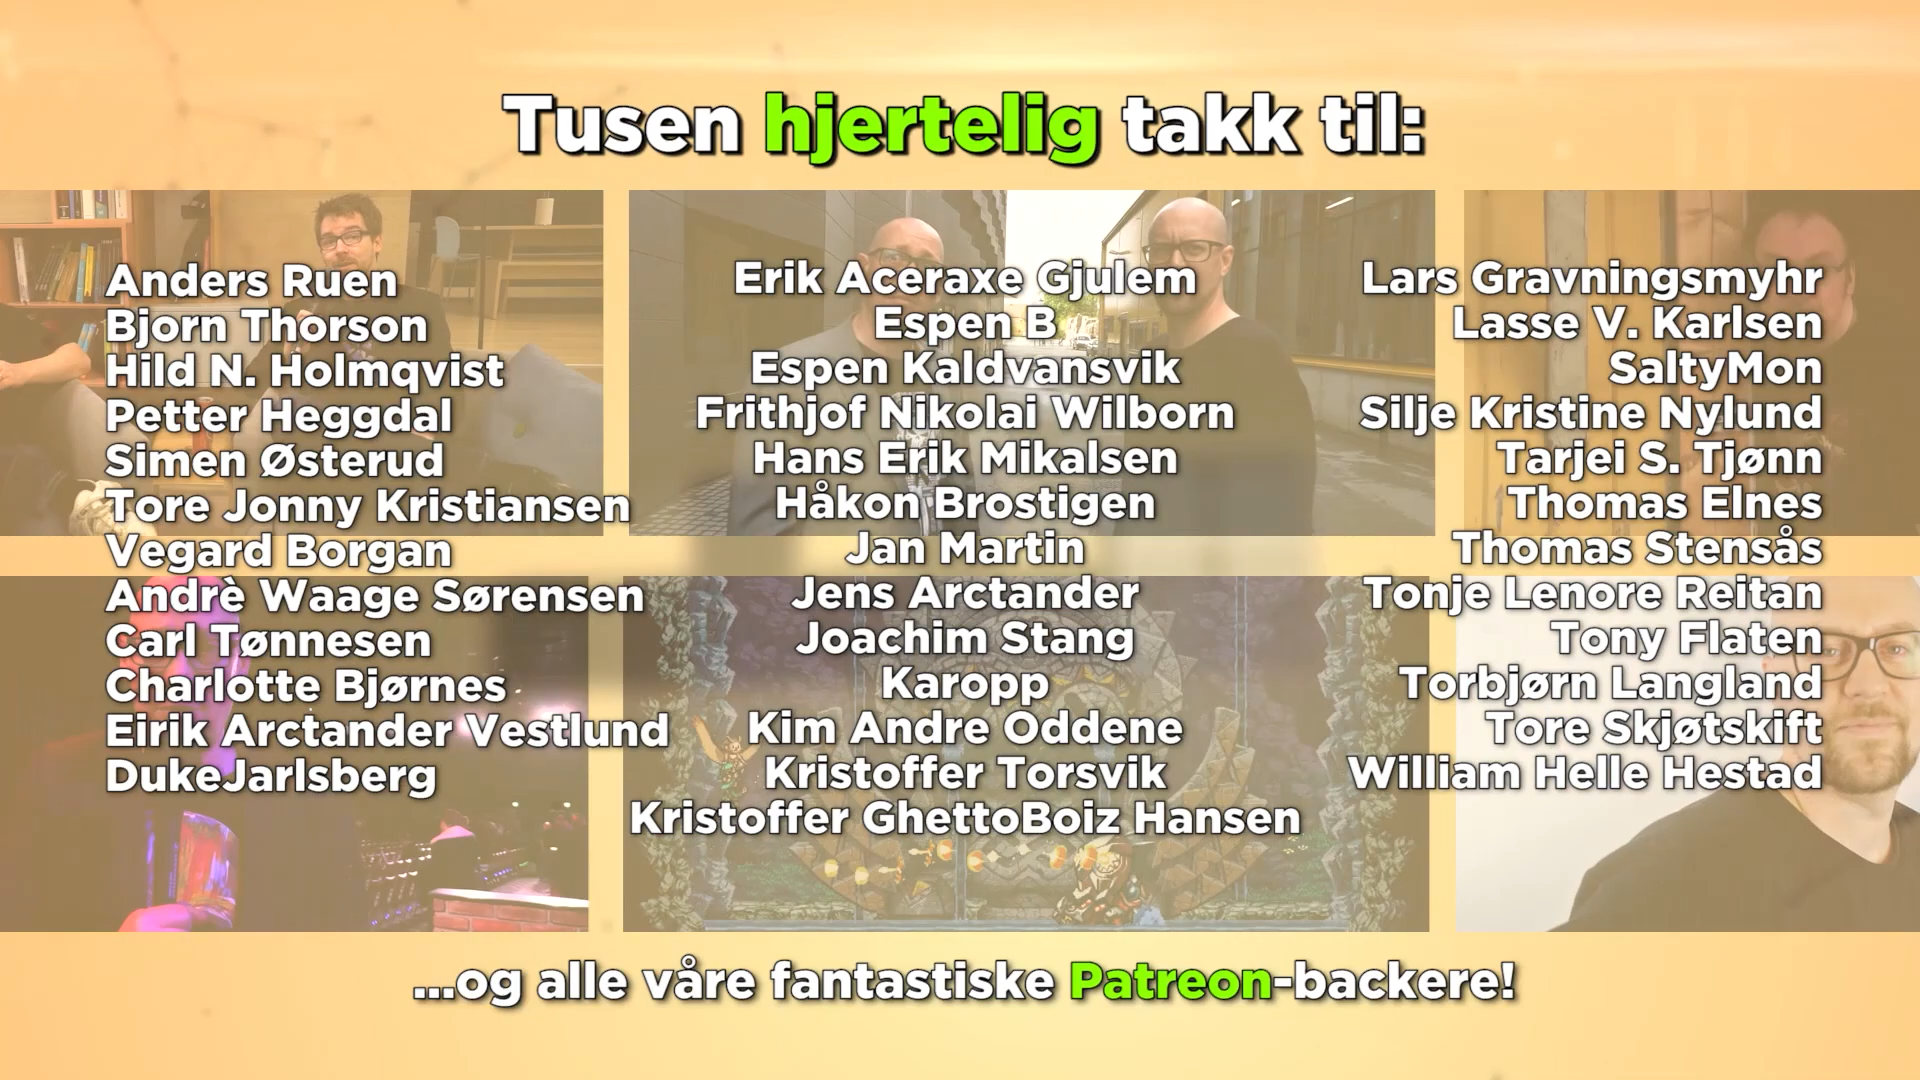 Tusen hjertelig takk til:
Anders Ruen
Bjorn Thorson
Hild N. Holmqvist
Petter Heggdal
Simen Østerud
Tore Jonny Kristiansen
Vegard Borgan
Andrè Waage Sørensen
Carl Tønnesen
Charlotte Bjørnes
Eirik Arctander Vestlund
DukeJarlsberg
Erik Aceraxe Gjulem
Espen B
Espen Kaldvansvik
Frithjof Nikolai Wilborn
Hans Erik Mikalsen
Håkon Brostigen
Jan Martin
Jens Arctander
Joachim Stang
Karopp
Kim Andre Oddene
Kristoffer Torsvik
Kristoffer GhettoBoiz Hansen
Lars Gravningsmyhr
Lasse V. Karlsen
SaltyMon
Silje Kristine Nylund
Tarjei S. Tjønn
Thomas Elnes
Thomas Stensås
Tonje Lenore Reitan
Tony Flaten
Torbjørn Langland
Tore Skjøtskift
William Helle Hestad
...og alle våre fantastiske Patreon-backere!